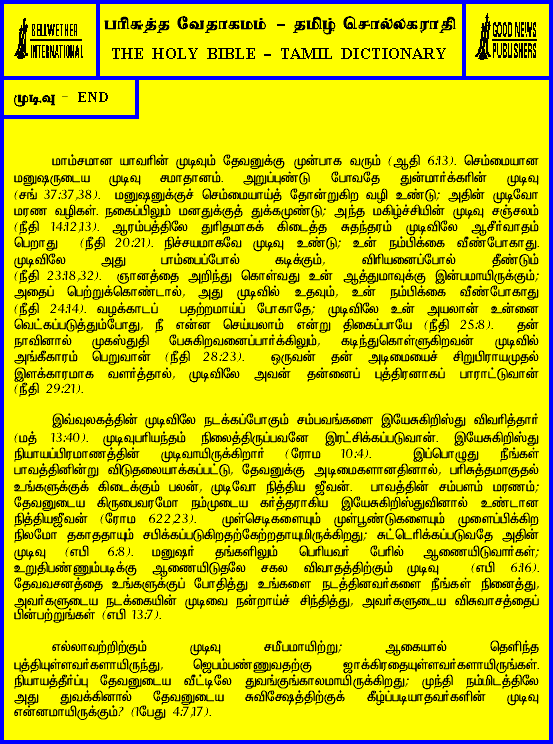 BELLWETHER
INTERNATIONAL
பரிசுத்த வேதாகமம் – தமிழ் சொல்லகராதி
THE HOLY BIBLE – TAMIL DICTIONARY
GOOD NEWS
PUBLISHERS
முடிவு – END
மாம்சமான யாவரின் முடிவும் தேவனுக்கு முன்பாக வரும் (ஆதி 6:13). செம்மையான
மனுஷருடைய முடிவு சமாதானம். அறுப்புண்டு போவதே துன்மார்க்கரின் முடிவு
(சங் 37:37,38). மனுஷனுக்குச் செம்மையாய்த் தோன்றுகிற வழி உண்டு; அதின் முடிவோ
மரண வழிகள். நகைப்பிலும் மனதுக்குத் துக்கமுண்டு; அந்த மகிழ்ச்சியின் முடிவு சஞ்சலம்
(நீதி 14:12,13). ஆரம்பத்திலே துரிதமாகக் கிடைத்த சுதந்தரம் முடிவிலே ஆசீர்வாதம்
பெறாது (நீதி 20:21). நிச்சயமாகவே முடிவு உண்டு; உன் நம்பிக்கை வீண்போகாது.
முடிவிலே அது பாம்பைப்போல் கடிக்கும், விரியனைப்போல் தீண்டும்
(நீதி 23:18,32). ஞானத்தை அறிந்து கொள்வது உன் ஆத்துமாவுக்கு இன்பமாயிருக்கும்;
அதைப் பெற்றுக்கொண்டால், அது முடிவில் உதவும், உன் நம்பிக்கை வீண்போகாது
(நீதி 24:14). வழக்காடப் பதற்றமாய்ப் போகாதே; முடிவிலே உன் அயலான் உன்னை
வெட்கப்படுத்தும்போது, நீ என்ன செய்யலாம் என்று திகைப்பாயே (நீதி 25:8). தன்
நாவினால் முகஸ்துதி பேசுகிறவனைப்பார்க்கிலும், கடிந்துகொள்ளுகிறவன் முடிவில்
அங்கீகாரம் பெறுவான் (நீதி 28:23). ஒருவன் தன் அடிமையைச் சிறுபிராயமுதல்
இளக்காரமாக வளர்த்தால், முடிவிலே அவன் தன்னைப் புத்திரனாகப் பாராட்டுவான்
(நீதி 29:21).
இவ்வுலகத்தின் முடிவிலே நடக்கப்போகும் சம்பவங்களை இயேசுகிறிஸ்து விவரித்தார்
(மத் 13:40). முடிவுபரியந்தம் நிலைத்திருப்பவனே இரட்சிக்கப்படுவான். இயேசுகிறிஸ்து
நியாயப்பிரமாணத்தின் முடிவாயிருக்கிறார் (ரோம 10:4). இப்பொழுது நீங்கள்
பாவத்தினின்று விடுதலையாக்கப்பட்டு, தேவனுக்கு அடிமைகளானதினால், பரிசுத்தமாகுதல்
உங்களுக்குக் கிடைக்கும் பலன், முடிவோ நித்திய ஜீவன். பாவத்தின் சம்பளம் மரணம்;
தேவனுடைய கிருபைவரமோ நம்முடைய கர்த்தராகிய இயேசுகிறிஸ்துவினால் உண்டான
நித்தியஜீவன் (ரோம 6:22,23). முள்செடிகளையும் முள்பூண்டுகளையும் முளைப்பிக்கிற
நிலமோ தகாததாயும் சபிக்கப்படுகிறதற்கேற்றதாயுமிருக்கிறது; சுட்டெரிக்கப்படுவதே அதின்
முடிவு (எபி 6:8). மனுஷர் தங்களிலும் பெரியவர் பேரில் ஆணையிடுவார்கள்;
உறுதிபண்ணும்படிக்கு ஆணையிடுதலே சகல விவாதத்திற்கும் முடிவு (எபி 6:16).
தேவவசனத்தை உங்களுக்குப் போதித்து உங்களை நடத்தினவர்களை நீங்கள் நினைத்து,
அவர்களுடைய நடக்கையின் முடிவை நன்றாய்ச் சிந்தித்து, அவர்களுடைய விசுவாசத்தைப்
பின்பற்றுங்கள் (எபி 13:7).
எல்லாவற்றிற்கும் முடிவு சமீபமாயிற்று; ஆகையால் தெளிந்த
புத்தியுள்ளவர்களாயிருந்து, ஜெபம்பண்ணுவதற்கு ஜாக்கிரதையுள்ளவர்களாயிருங்கள்.
நியாயத்தீர்ப்பு தேவனுடைய வீட்டிலே துவங்குங்காலமாயிருக்கிறது; முந்தி நம்மிடத்திலே
அது துவக்கினால் தேவனுடைய சுவிசேஷத்திற்குக் கீழ்ப்படியாதவர்களின் முடிவு
என்னமாயிருக்கும்? (1பேது 4:7,17).